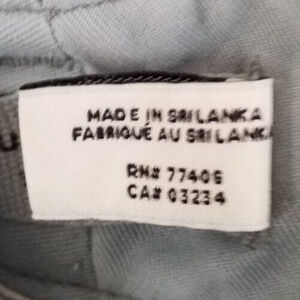 MADE IN SRI LANKA
FABRIQUÉ AU SRI LANKA
RN# 77406
CA# 03234